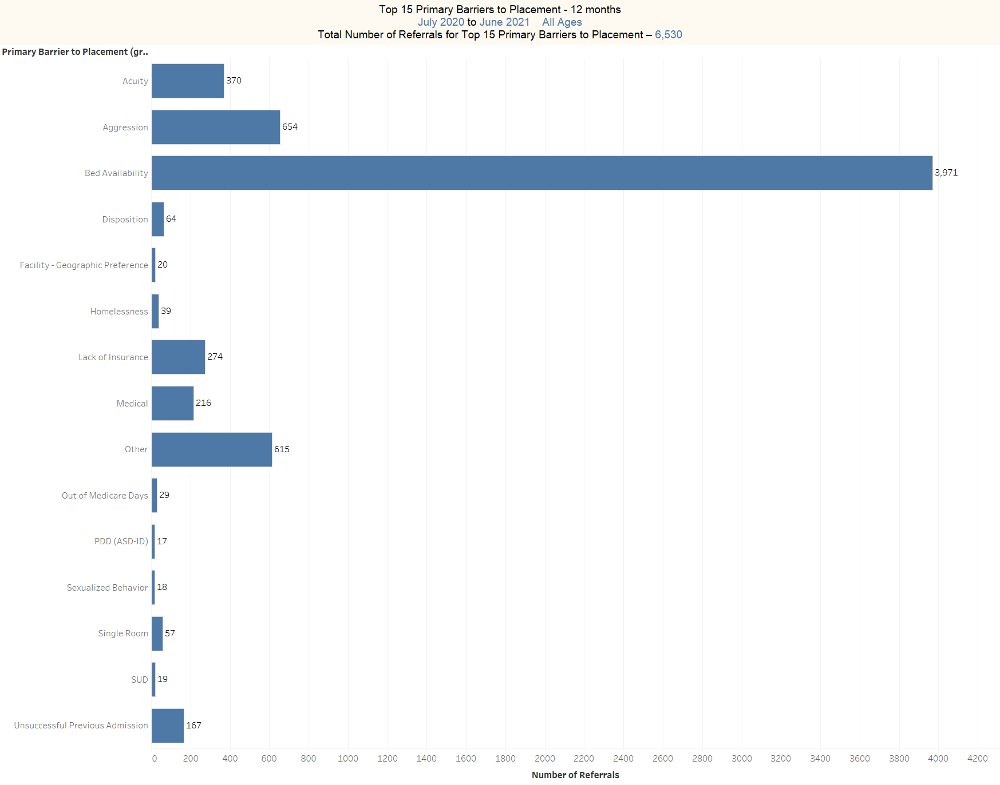 Top 15 Primary Barriers to Placement - 12 months
July 2020 to June 2021 All Ages
Total Number of Referrals for Top 15 Primary Barriers to Placement – 6,530
Primary Barrier to Placement (gr..
Acuity 370
Aggression 654
Bed Availability 3,971
Disposition 64
Facility - Geographic Preference 20
Homelessness 39
Lack of Insurance 274
Medical 216
Other 615
Out of Medicare Days 29
PDD (ASD-ID) 17
Sexualized Behavior 18
Single Room 57
SUD 19
Unsuccessful Previous Admission 167
0 200 400 600 800 1000 1200 1400 1600 1800 2000 2200 2400 2600 2800 3000 3200 3400 3600 3800 4000 4200
Number of Referrals